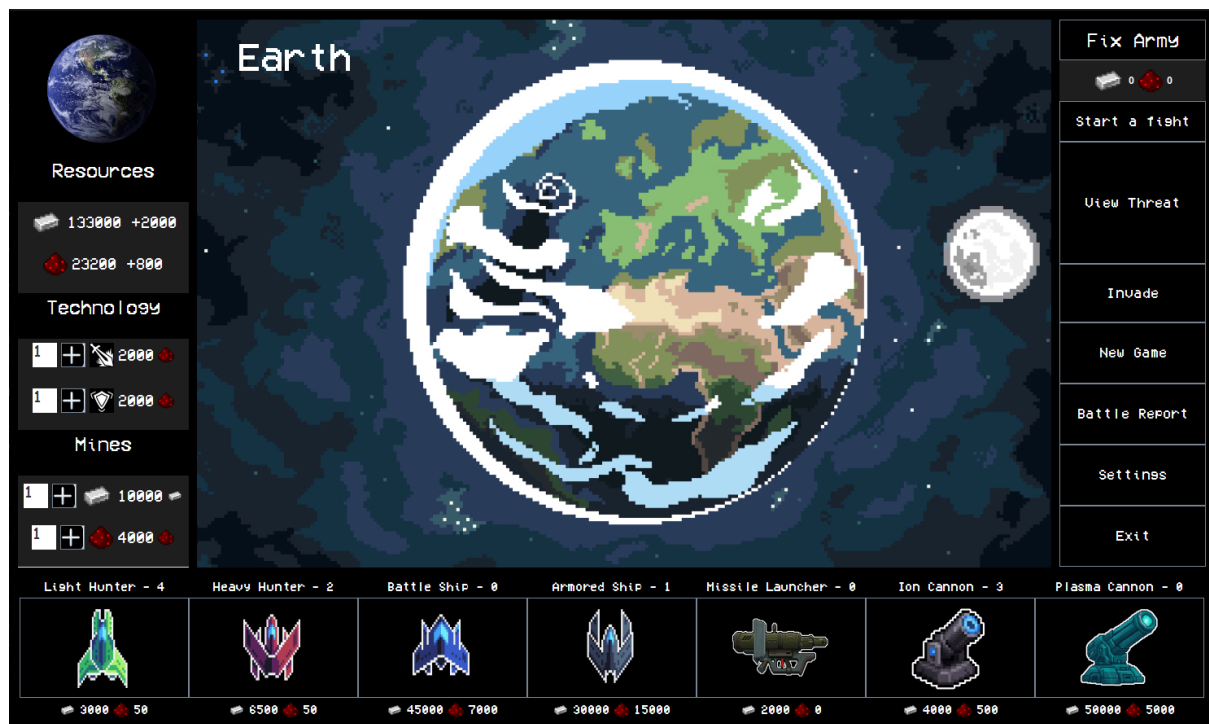 Earth
Resources
133000 +2000
23200 +800
Technology
1 2000
1 2000
Mines
1 10000
1 4000
Fix Army
0 0
Start a fight
View Threat
Invade
New Game
Battle Report
Settings
Exit
Light Hunter - 4
Heavy Hunter - 2
Battle Ship - 0
Armored Ship - 1
Missile Launcher - 0
Ion Cannon - 3
Plasma Cannon - 0
3000 50
6500 50
45000 7000
30000 15000
2000 0
4000 500
50000 5000